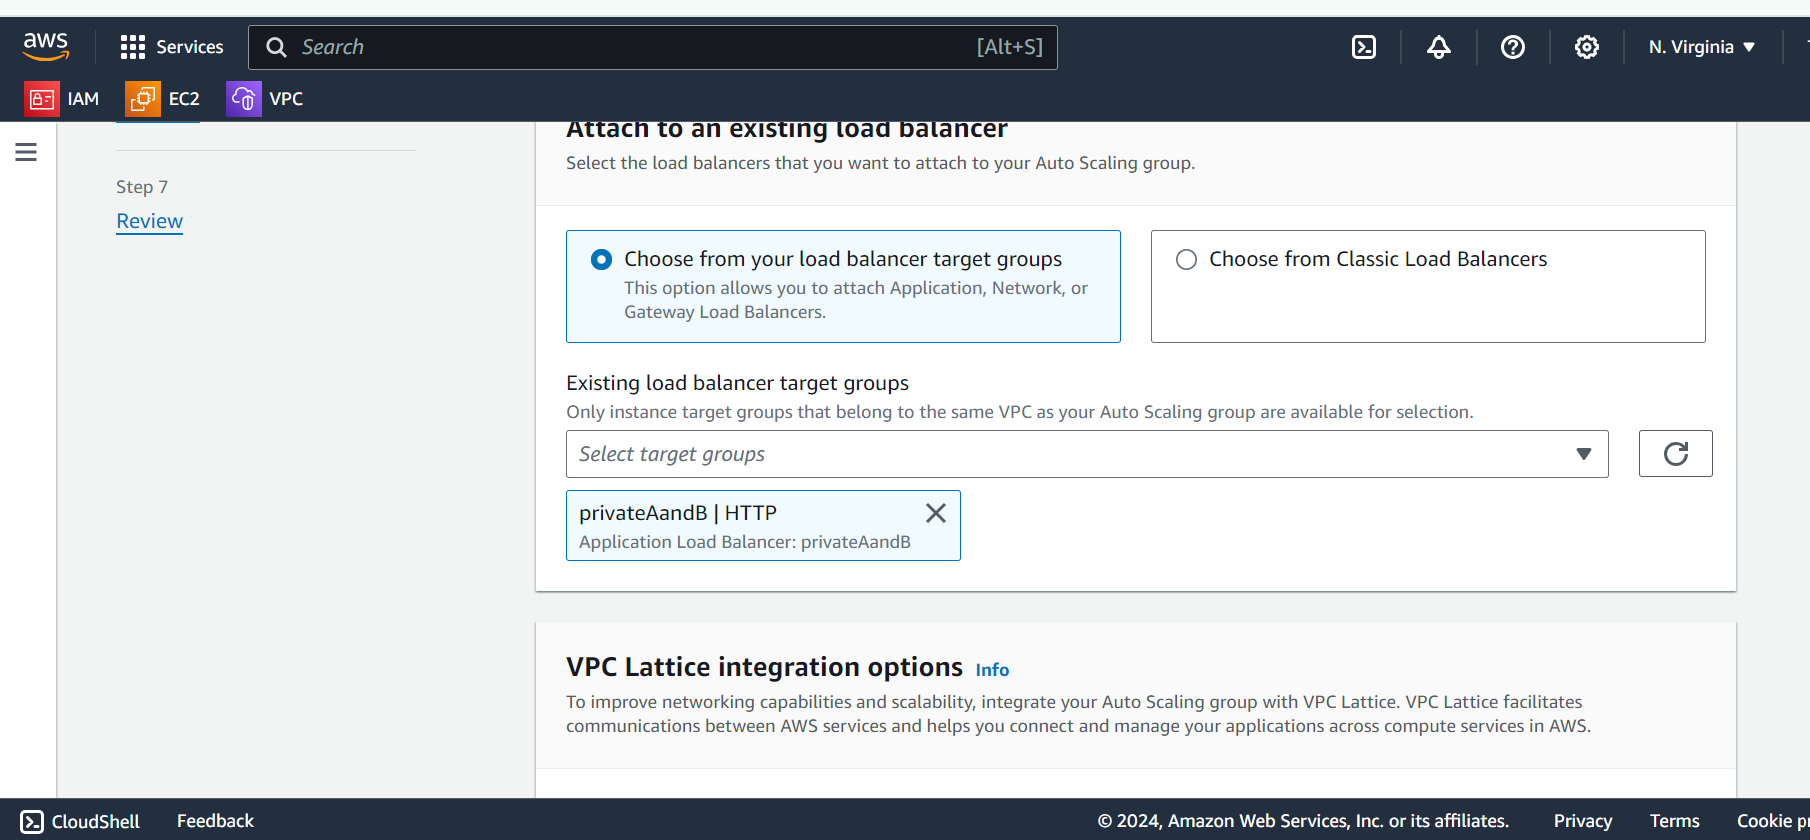 aws
Services
Search
[Alt+S]
N. Virginia
IAM
EC2
VPC
Step 7
Review
Attach to an existing load balancer
Select the load balancers that you want to attach to your Auto Scaling group.
Choose from your load balancer target groups
This option allows you to attach Application, Network, or
Gateway Load Balancers.
Choose from Classic Load Balancers
Existing load balancer target groups
Only instance target groups that belong to the same VPC as your Auto Scaling group are available for selection.
Select target groups
privateAandB | HTTP
Application Load Balancer: privateAandB
VPC Lattice integration options Info
To improve networking capabilities and scalability, integrate your Auto Scaling group with VPC Lattice. VPC Lattice facilitates
communications between AWS services and helps you connect and manage your applications across compute services in AWS.
CloudShell
Feedback
© 2024, Amazon Web Services, Inc. or its affiliates.
Privacy
Terms
Cookie